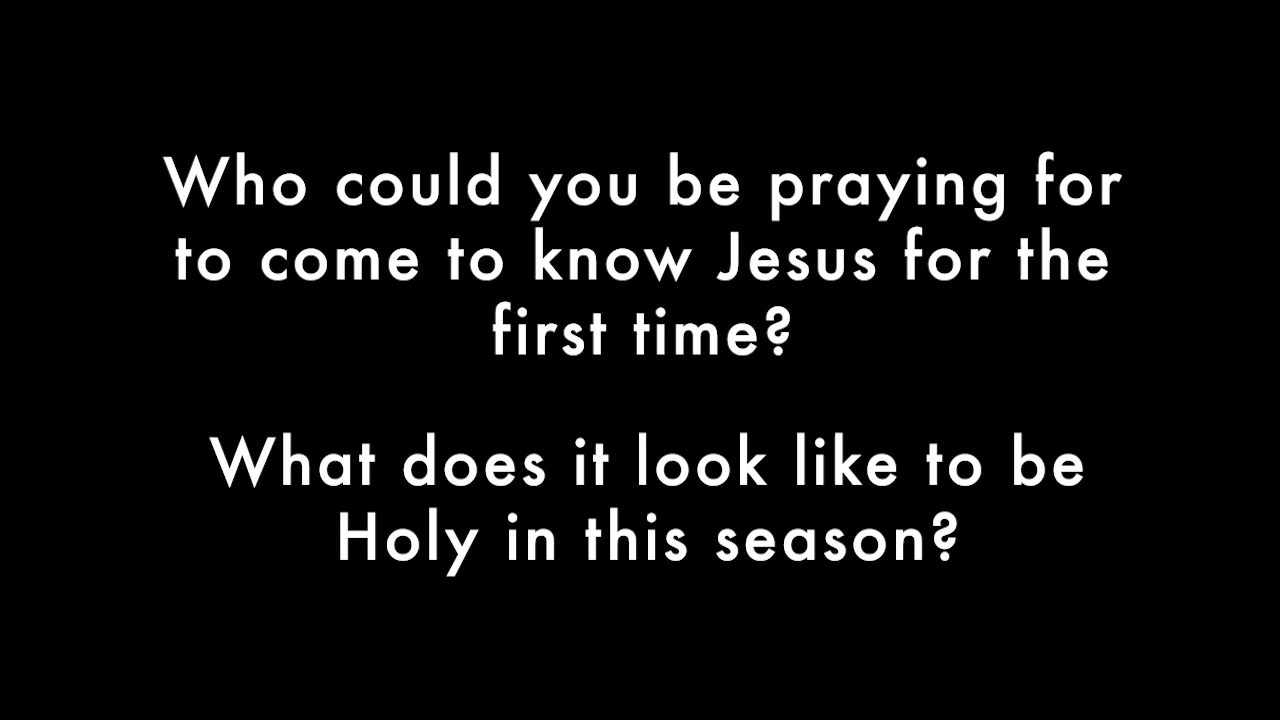 Who could you be praying for
to come to know Jesus for the
first time?
What does it look like to be
Holy in this season?